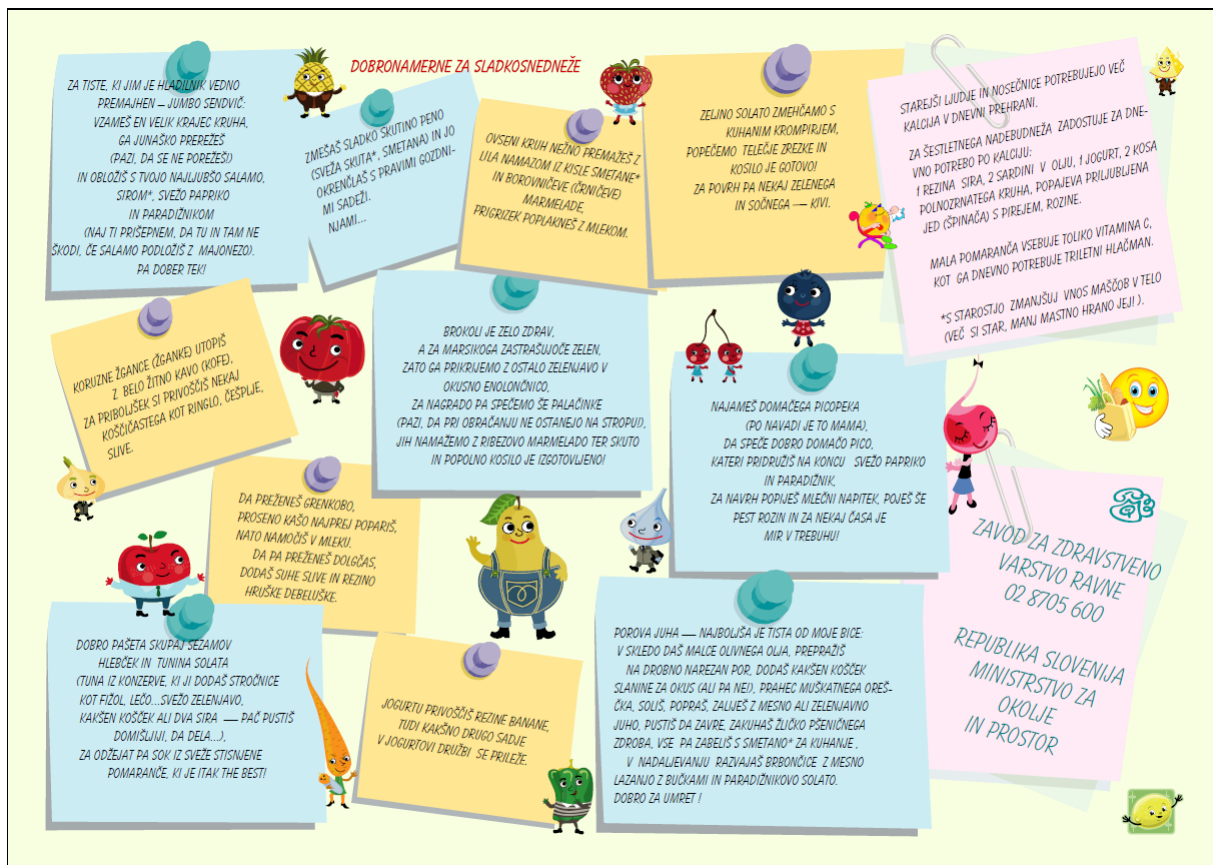 DOBRONAMERNE ZA SLADKOSNEDNEŽE
ZA TISTE, KI JIM JE HLADILNIK VEDNO
PREMAJHEN – JUMBO SENDVIČ:
VZAMEŠ EN VELIK KRAJEC KRUHA,
GA JUNAŠKO PREREŽEŠ
(PAZI, DA SE NE POREŽEŠ!)
IN OBLOŽIŠ S TVOJO NAJLJUBŠO SALAMO,
SIROM*, SVEŽO PAPRIKO
IN PARADIŽNIKOM
(NAJ TI PRIŠEPNEM, DA TU IN TAM NE
ŠKODI, ČE SALAMO PODLOŽIŠ Z MAJONEZO).
PA DOBER TEK!
ZMEŠAŠ SLADKO SKUTINO PENO
(SVEŽA SKUTA*, SMETANA) IN JO
OKRENČLAŠ S PRAVIMI GOZDNI-
MI SADEŽI.
NJAMI...
OVSENI KRUH NEŽNO PREMAŽEŠ Z
LILA NAMAZOM IZ KISLE SMETANE*
IN BOROVNIČEVE (ČRNIČEVE)
MARMELADE,
PRIGRIZEK POPLAKNEŠ Z MLEKOM.
ZELJNO SOLATO ZMEHČAMO S
KUHANIM KROMPIRJEM,
POPEČEMO TELEČJE ZREZKE IN
KOSILO JE GOTOVO!
ZA POVRH PA NEKAJ ZELENEGA
IN SOČNEGA –– KIVI.
STAREJŠI LJUDJE IN NOSEČNICE POTREBUJEJO VEČ
KALCIJA V DNEVNI PREHRANI.
ZA ŠESTLETNEGA NADEBUDNEŽA ZADOSTUJE ZA DNE-
VNO POTREBO PO KALCIJU:
1 REZINA SIRA, 2 SARDINI V OLJU, 1 JOGURT, 2 KOSA
POLNOZRNATEGA KRUHA, POPAJEVA PRILJUBLJENA
JED (ŠPINAČA) S PIREJEM, ROZINE.
MALA POMARANČA VSEBUJE TOLIKO VITAMINA C,
KOT GA DNEVNO POTREBUJE TRILETNI HLAČMAN.
*S STAROSTJO ZMANJŠUJ VNOS MAŠČOB V TELO
(VEČ SI STAR, MANJ MASTNO HRANO JEJ! ).
KORUZNE ŽGANCE (ŽGANKE) UTOPIŠ
Z BELO ŽITNO KAVO (KOFE),
ZA PRIBOLJŠEK SI PRIVOŠČIŠ NEKAJ
KOŠČIČASTEGA KOT RINGLO, ČEŠPLJE,
SLIVE.
BROKOLI JE ZELO ZDRAV,
A ZA MARSIKOGA ZASTRAŠUJOČE ZELEN,
ZATO GA PRIKRIJEMO Z OSTALO ZELENJAVO V
OKUSNO ENOLONČNICO,
ZA NAGRADO PA SPEČEMO ŠE PALAČINKE
(PAZI, DA PRI OBRAČANJU NE OSTANEJO NA STROPU!),
JIH NAMAŽEMO Z RIBEZOVO MARMELADO TER SKUTO
IN POPOLNO KOSILO JE IZGOTOVLJENO!
NAJAMEŠ DOMAČEGA PICOPEKA
(PO NAVADI JE TO MAMA),
DA SPEČE DOBRO DOMAČO PICO,
KATERI PRIDRUŽIŠ NA KONCU SVEŽO PAPRIKO
IN PARADIŽNIK,
ZA NAVRH POPIJEŠ MLEČNI NAPITEK, POJEŠ ŠE
PEST ROZIN IN ZA NEKAJ ČASA JE
MIR V TREBUHU!
DA PREŽENEŠ GRENKOBO,
PROSENO KAŠO NAJPREJ POPARIŠ,
NATO NAMOČIŠ V MLEKU.
DA PA PREŽENEŠ DOLGČAS,
DODAŠ SUHE SLIVE IN REZINO
HRUŠKE DEBELUŠKE.
ZAVOD ZA ZDRAVSTVENO
VARSTVO RAVNE
02 8705 600
REPUBLIKA SLOVENIJA
MINISTRSTVO ZA
OKOLJE
IN PROSTOR
DOBRO PAŠETA SKUPAJ SEZAMOV
HLEBČEK IN TUNINA SOLATA
(TUNA IZ KONZERVE, KI JI DODAŠ STROČNICE
KOT FIŽOL, LEČO...SVEŽO ZELENJAVO,
KAKŠEN KOŠČEK ALI DVA SIRA –– PAČ PUSTIŠ
DOMIŠLJIJI, DA DELA...),
ZA ODŽEJAT PA SOK IZ SVEŽE STISNJENE
POMARANČE, KI JE ITAK THE BEST!
JOGURTU PRIVOŠČIŠ REZINE BANANE,
TUDI KAKŠNO DRUGO SADJE
V JOGURTOVI DRUŽBI SE PRILEŽE.
POROVA JUHA –– NAJBOLJŠA JE TISTA OD MOJE BICE:
V SKLEDO DAŠ MALCE OLIVNEGA OLJA, PREPRAŽIŠ
NA DROBNO NAREZAN POR, DODAŠ KAKŠEN KOŠČEK
SLANINE ZA OKUS (ALI PA NE!), PRAHEC MUŠKATNEGA OREŠ-
ČKA, SOLIŠ, POPRAŠ, ZALIJEŠ Z MESNO ALI ZELENJAVNO
JUHO, PUSTIŠ DA ZAVRE, ZAKUHAŠ ŽLIČKO PŠENIČNEGA
ZDROBA, VSE PA ZABELIŠ S SMETANO* ZA KUHANJE ,
V NADALJEVANJU RAZVAJAŠ BRBONČICE Z MESNO
LAZANJO Z BUČKAMI IN PARADIŽNIKOVO SOLATO.
DOBRO ZA UMRET !